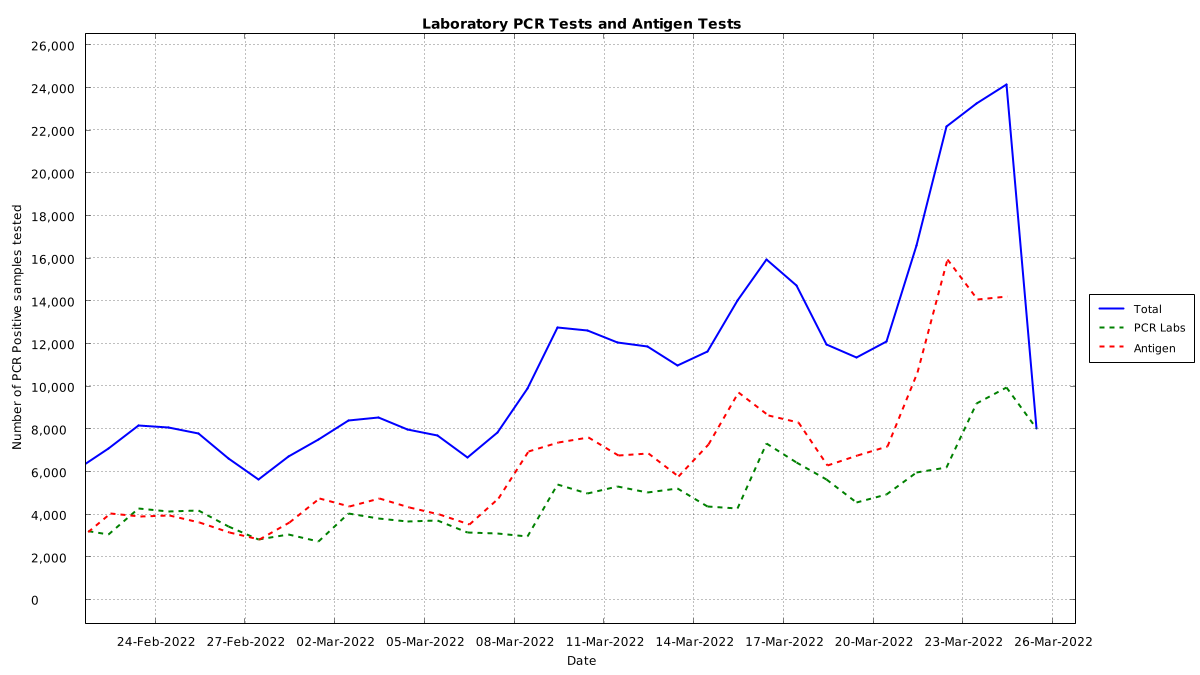 Laboratory PCR Tests and Antigen Tests
26,000
24,000
22,000
20,000
18,000
16,000
14,000
12,000
10,000
8,000
6,000
4,000
2,000
0
Number of PCR Positive samples tested
24-Feb-2022 27-Feb-2022 02-Mar-2022 05-Mar-2022 08-Mar-2022 11-Mar-2022 14-Mar-2022 17-Mar-2022 20-Mar-2022 23-Mar-2022 26-Mar-2022
Date
Total
PCR Labs
Antigen